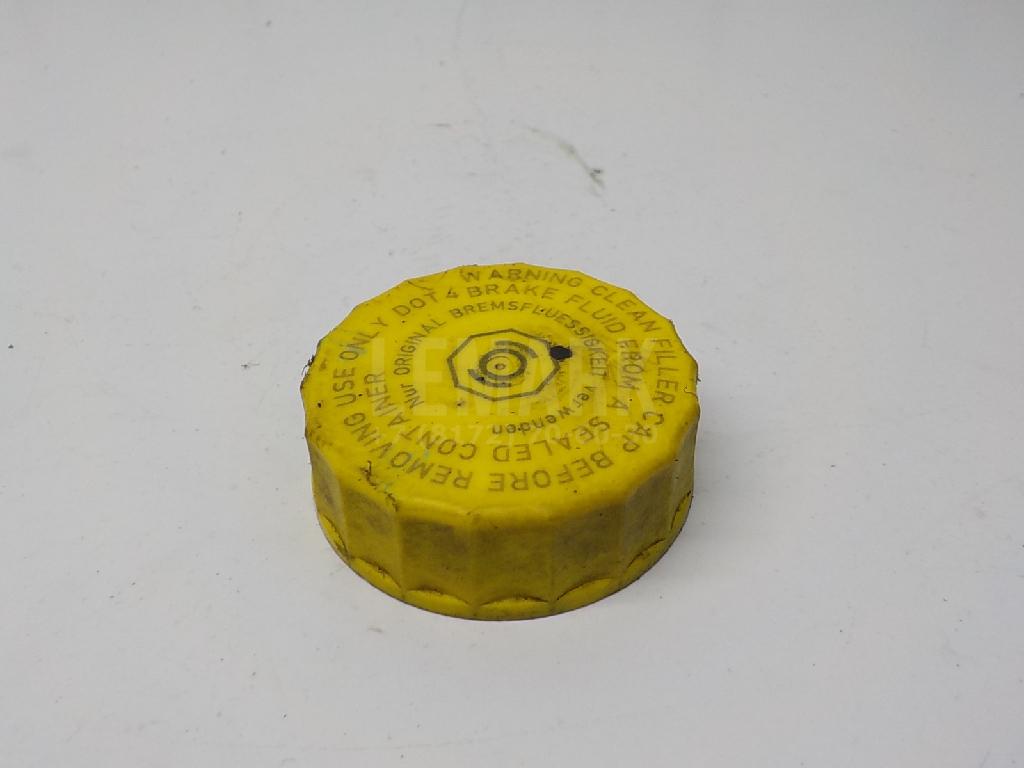 WARNING CLEAN FILLER CAP BEFORE REMOVING USE ONLY
DOT 4 BRAKE FLUID FROM A SEALED CONTAINER
Nur ORIGINAL BREMSFLUESSIGKEIT verwenden
LEMARK